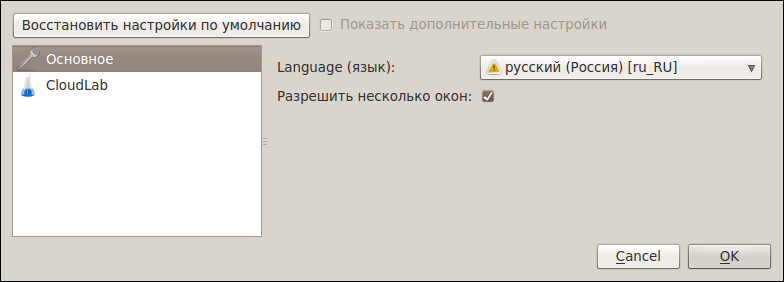 Восстановить настройки по умолчанию
Показать дополнительные настройки
Основное
CloudLab
Language (язык):
русский (Россия) [ru_RU]
Разрешить несколько окон:
Cancel
OK